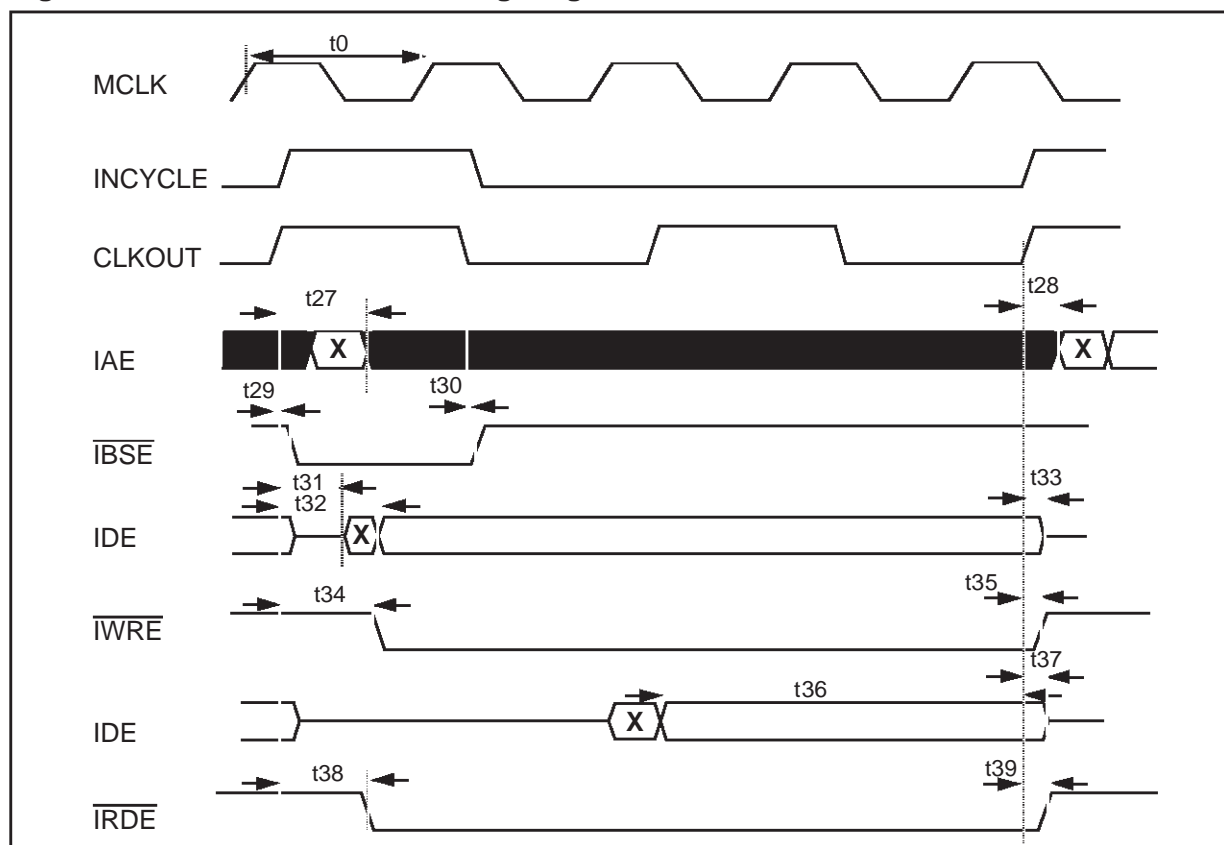 t0
MCLK
INCYCLE
CLKOUT
t27
t28
IAE
X
X
t29
t30
IBSE
t31
t32
t33
IDE
X
t34
t35
IWRE
t37
t36
IDE
X
t38
t39
IRDE